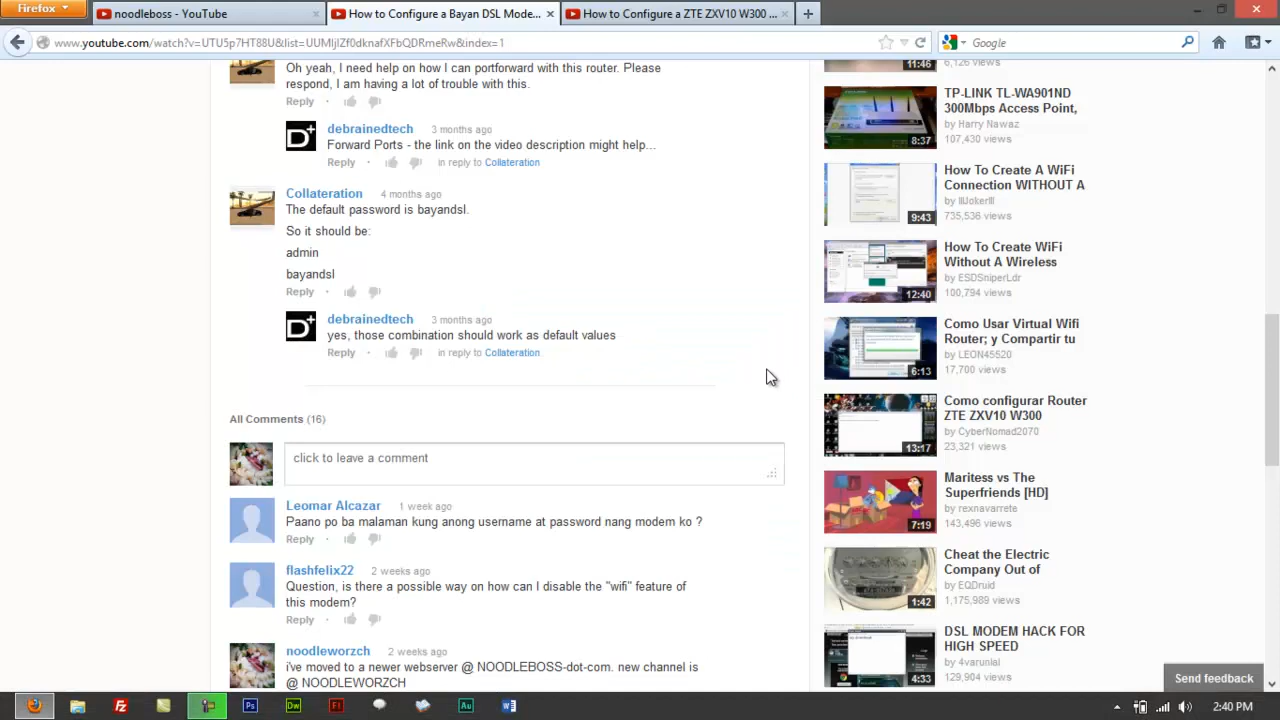 Firefox
noodleboss - YouTube
How to Configure a Bayan DSL Mode...
How to Configure a ZTE ZXV10 W300 ...
www.youtube.com/watch?v=UTU5p7HT88U&list=UUMljIZf0dknafXFbQDRmeRw&index=1
Google
Oh yeah, I need help on how I can portforward with this router. Please
respond, I am having a lot of trouble with this.
Reply
debrainedtech 3 months ago
Forward Ports - the link on the video description might help...
Reply in reply to Collateration
Collateration 4 months ago
The default password is bayandsl.
So it should be:
admin
bayandsl
Reply
debrainedtech 3 months ago
yes, those combination should work as default values
Reply in reply to Collateration
All Comments (16)
click to leave a comment
Leomar Alcazar 1 week ago
Paano po ba malaman kung anong username at password nang modem ko ?
Reply
flashfelix22 2 weeks ago
Question, is there a possible way on how can I disable the "wifi" feature of
this modem?
Reply
noodleworzch 2 weeks ago
i've moved to a newer webserver @ NOODLEBOSS-dot-com. new channel is
@ NOODLEWORZCH
11:46
6,126 views
8:37
TP-LINK TL-WA901ND
300Mbps Access Point,
by Harry Nawaz
107,430 views
9:43
How To Create A WiFi
Connection WITHOUT A
by IIIJokerIII
735,536 views
12:40
How To Create WiFi
Without A Wireless
by ESDSniperLdr
100,794 views
6:13
Como Usar Virtual Wifi
Router; y Compartir tu
by LEON45520
17,700 views
13:17
Como configurar Router
ZTE ZXV10 W300
by CyberNomad2070
23,321 views
7:19
Maritess vs The
Superfriends [HD]
by rexnavarrete
143,496 views
1:42
Cheat the Electric
Company Out of
by EQDruid
1,175,989 views
4:33
DSL MODEM HACK FOR
HIGH SPEED
by 4varunlal
129,904 views
Send feedback
2:40 PM